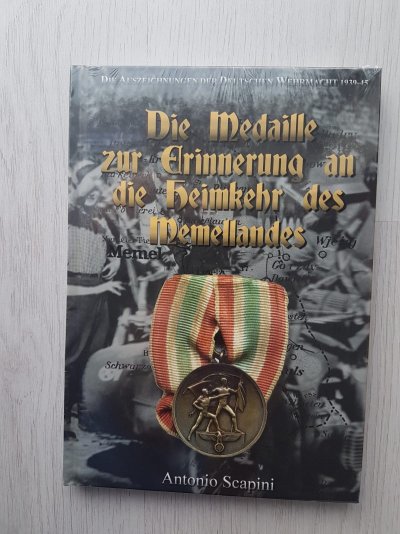 Die Auszeichnungen der Deutschen Wehrmacht 1939-45
Die Medaille
zur Erinnerung an
die Heimkehr des
Memellandes
Memel
Schwarzort
Antonio Scapini